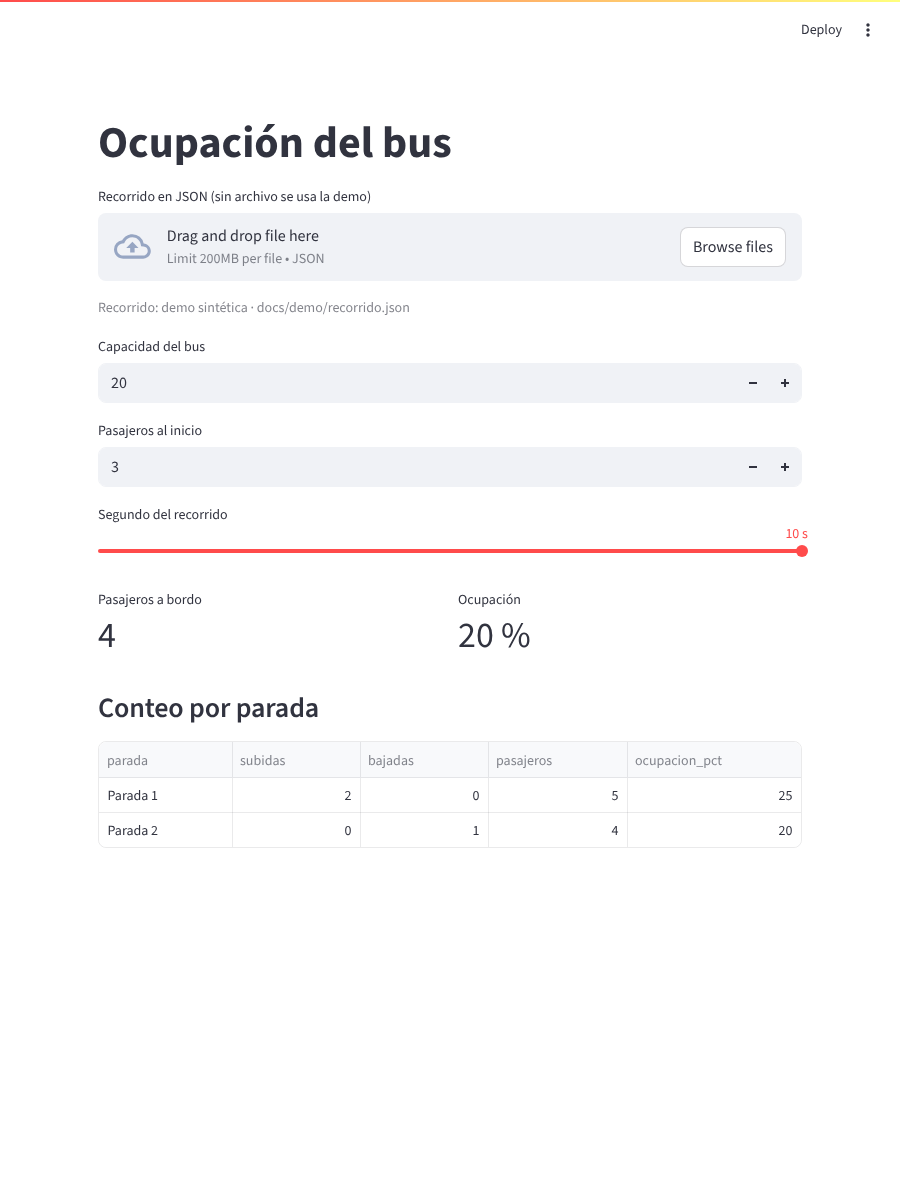 Deploy
Ocupación del bus
Recorrido en JSON (sin archivo se usa la demo)
Drag and drop file here
Limit 200MB per file • JSON
Browse files
Recorrido: demo sintética · docs/demo/recorrido.json
Capacidad del bus
20
Pasajeros al inicio
3
Segundo del recorrido
10 s
Pasajeros a bordo
4
Ocupación
20 %
Conteo por parada
parada subidas bajadas pasajeros ocupacion_pct
Parada 1 2 0 5 25
Parada 2 0 1 4 20